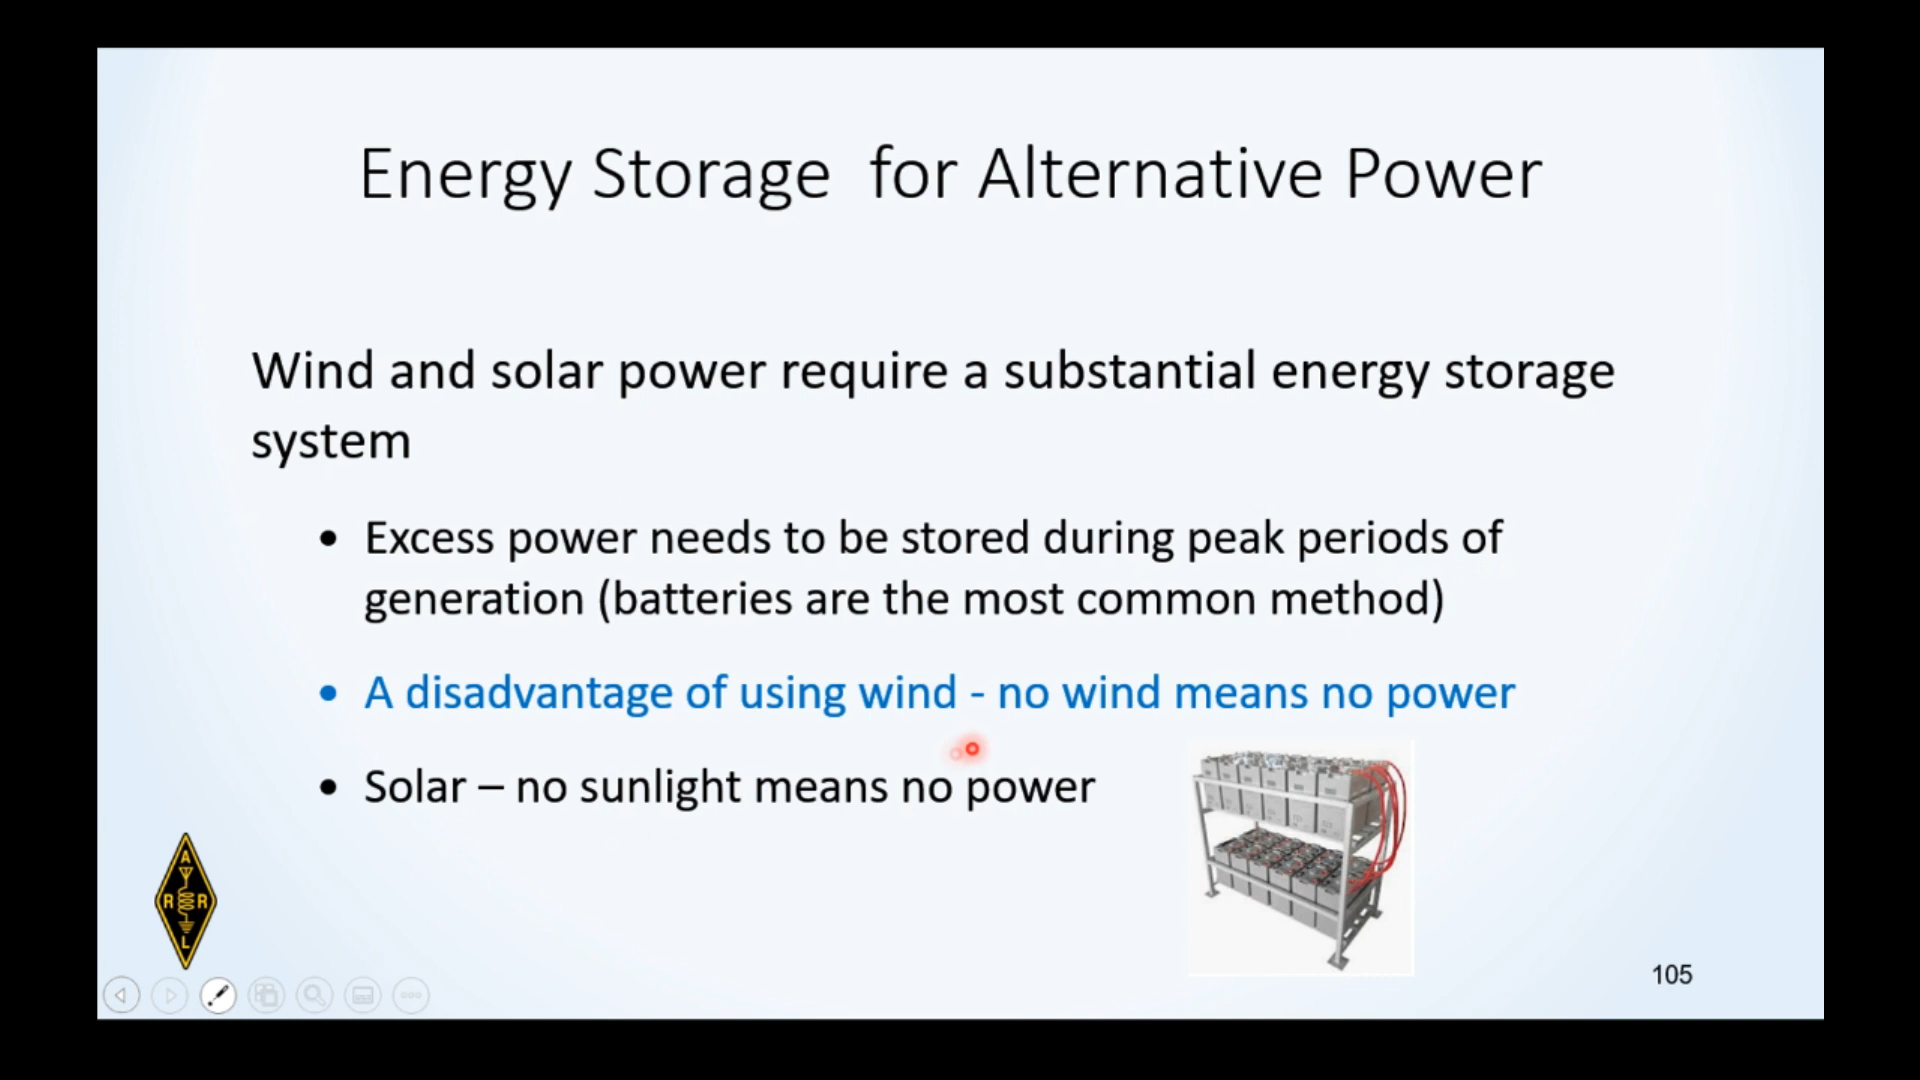 Energy Storage  for Alternative Power
Wind and solar power require a substantial energy storage
system
• Excess power needs to be stored during peak periods of
generation (batteries are the most common method)
• A disadvantage of using wind - no wind means no power
• Solar – no sunlight means no power
A
R R
L
105